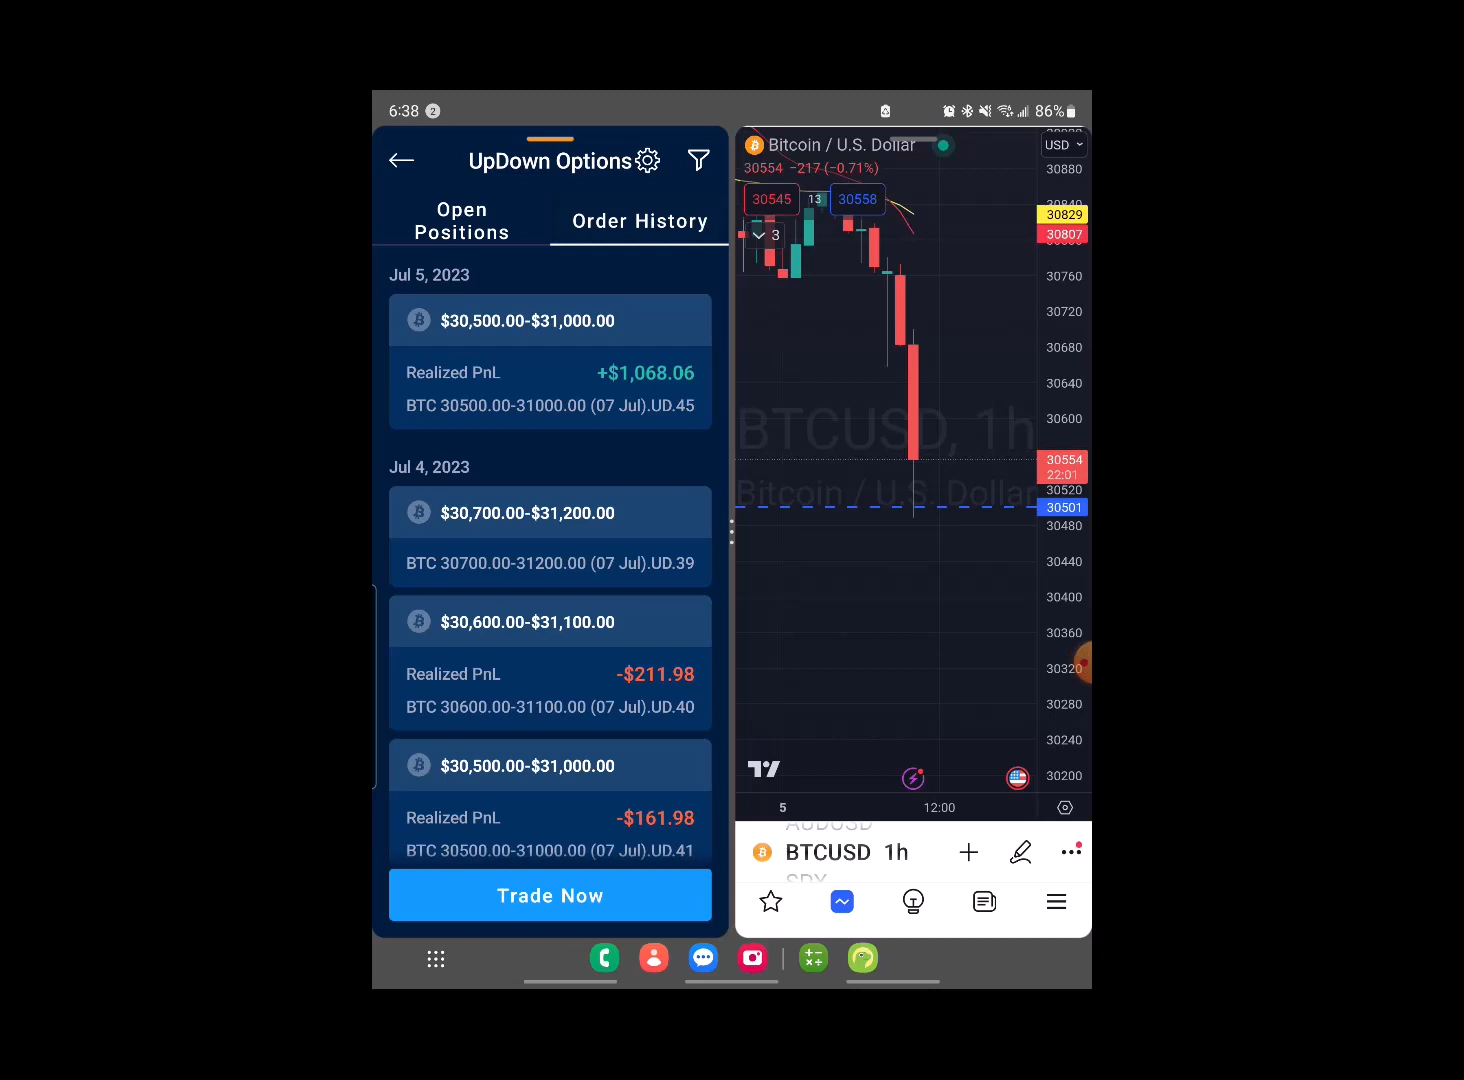 6:38 2
86%
UpDown Options
Open Positions
Order History
Jul 5, 2023
$30,500.00-$31,000.00
Realized PnL +$1,068.06
BTC 30500.00-31000.00 (07 Jul).UD.45
Jul 4, 2023
$30,700.00-$31,200.00
BTC 30700.00-31200.00 (07 Jul).UD.39
$30,600.00-$31,100.00
Realized PnL -$211.98
BTC 30600.00-31100.00 (07 Jul).UD.40
$30,500.00-$31,000.00
Realized PnL -$161.98
BTC 30500.00-31000.00 (07 Jul).UD.41
Trade Now
Bitcoin / U.S. Dollar
USD
30554 −217 (−0.71%)
30545 13 30558
3
BTCUSD, 1h
Bitcoin / U.S. Dollar
30880
30840
30829
30807
30760
30720
30680
30640
30600
30554
22:01
30520
30501
30480
30440
30400
30360
30320
30280
30240
30200
5 12:00
AUDUSD
BTCUSD 1h
SPY